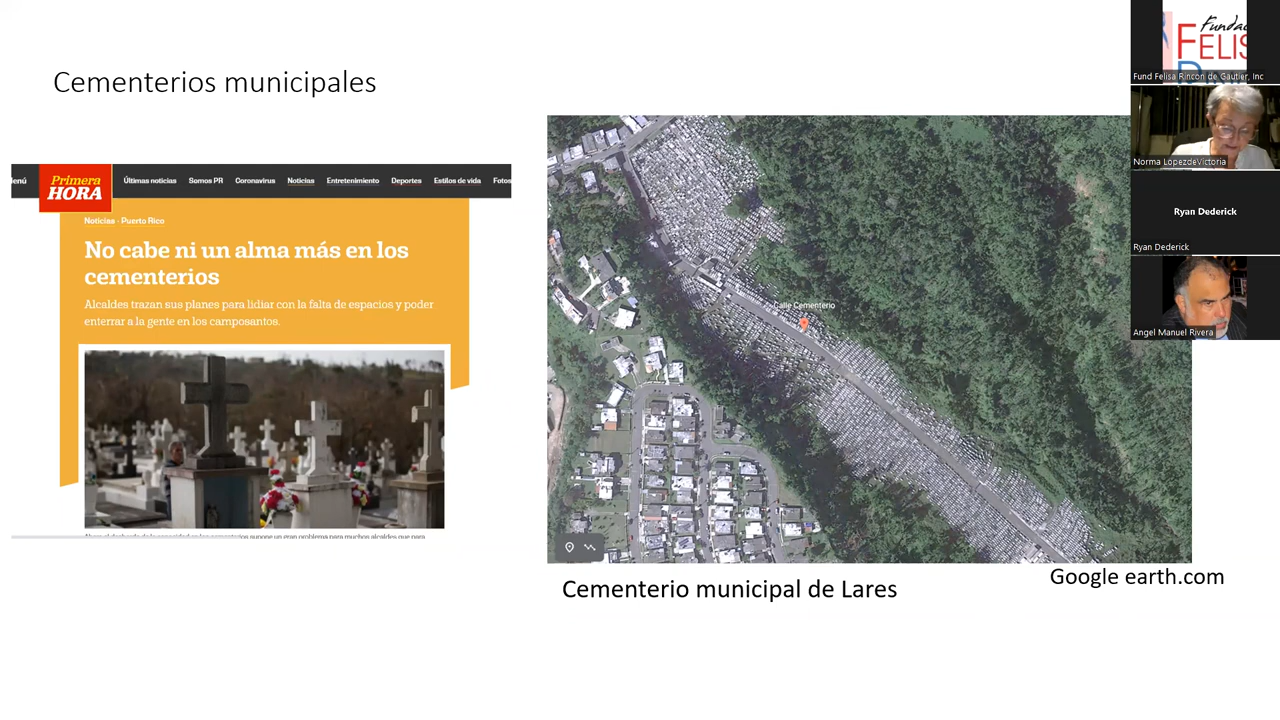 Cementerios municipales
Primera
HORA
Últimas noticias Somos PR Coronavirus Noticias Entretenimiento Deportes Estilos de vida Fotos
Noticias · Puerto Rico
No cabe ni un alma más en los
cementerios
Alcaldes trazan sus planes para lidiar con la falta de espacios y poder
enterrar a la gente en los camposantos.
Calle Cementerio
Cementerio municipal de Lares
Google earth.com
FELIS
Fund Felisa Rincon de Gautier, Inc
Norma LopezdeVictoria
Ryan Dederick
Ryan Dederick
Angel Manuel Rivera